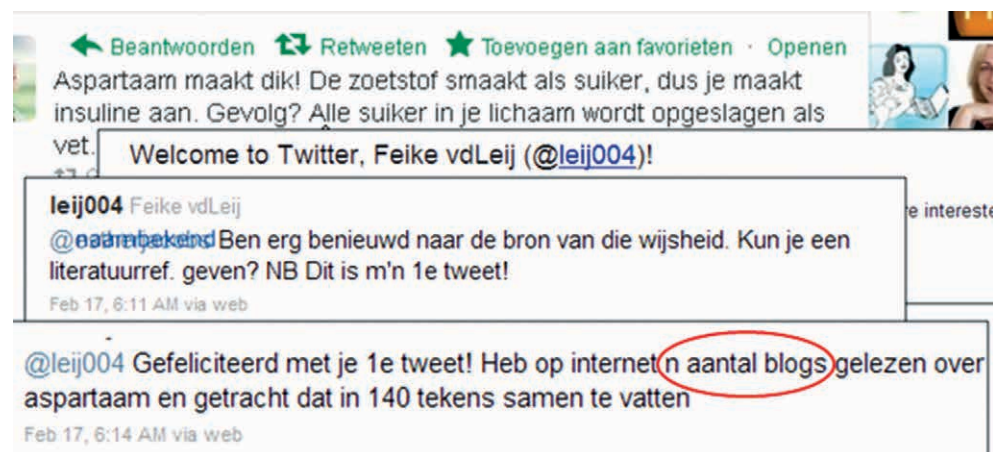 Beantwoorden Retweeten Toevoegen aan favorieten · Openen
Aspartaam maakt dik! De zoetstof smaakt als suiker, dus je maakt
insuline aan. Gevolg? Alle suiker in je lichaam wordt opgeslagen als
vet.
Welcome to Twitter, Feike vdLeij (@leij004)!
leij004 Feike vdLeij
e intereste
@naambekend Ben erg benieuwd naar de bron van die wijsheid. Kun je een
literatuurref. geven? NB Dit is m'n 1e tweet!
Feb 17, 6:11 AM via web
@leij004 Gefeliciteerd met je 1e tweet! Heb op internet n aantal blogs gelezen over
aspartaam en getracht dat in 140 tekens samen te vatten
Feb 17, 6:14 AM via web